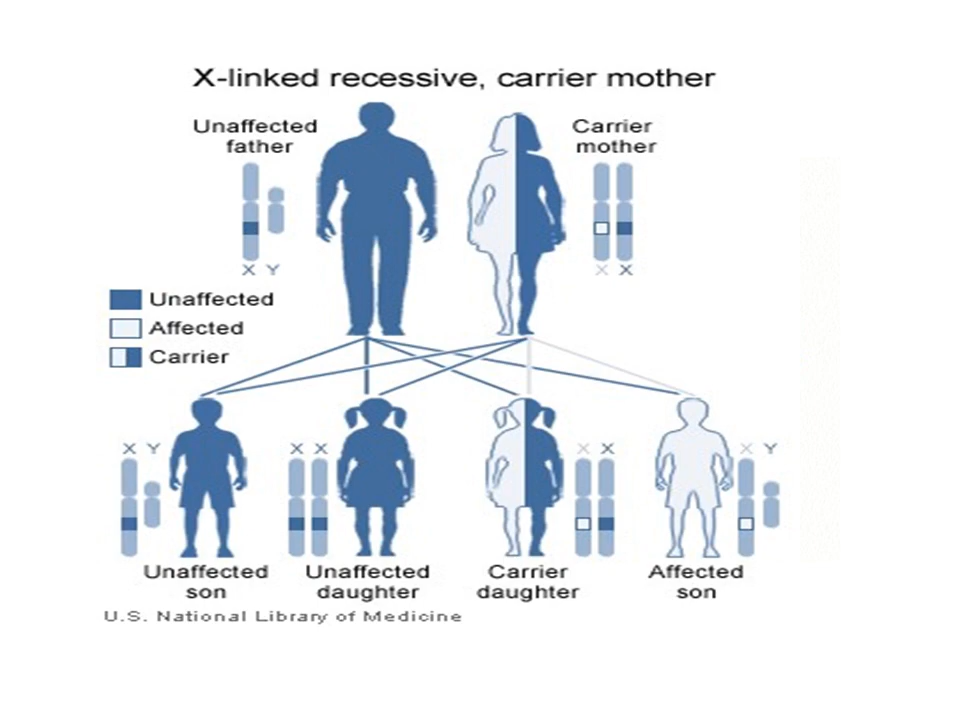 X-linked recessive, carrier mother
Unaffected
father
Carrier
mother
X Y
X X
Unaffected
Affected
Carrier
X Y
X X
X X
X Y
Unaffected
son
Unaffected
daughter
Carrier
daughter
Affected
son
U.S. National Library of Medicine